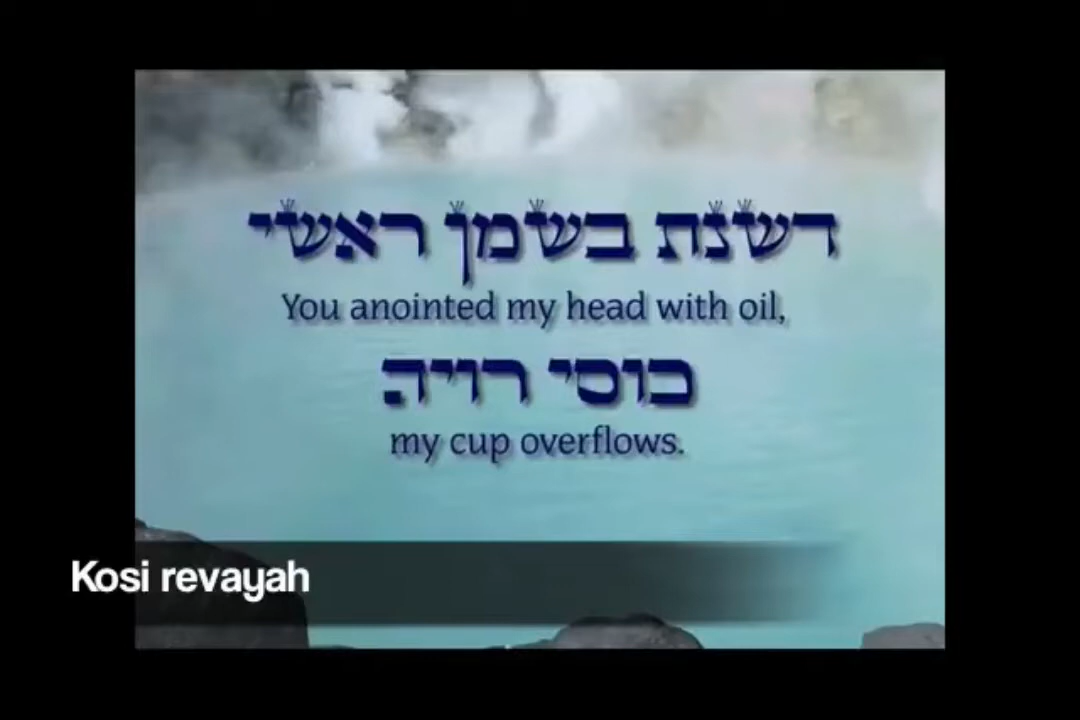 דשנת בשמן ראשי
You anointed my head with oil,
כוסי רויה
my cup overflows.
Kosi revayah